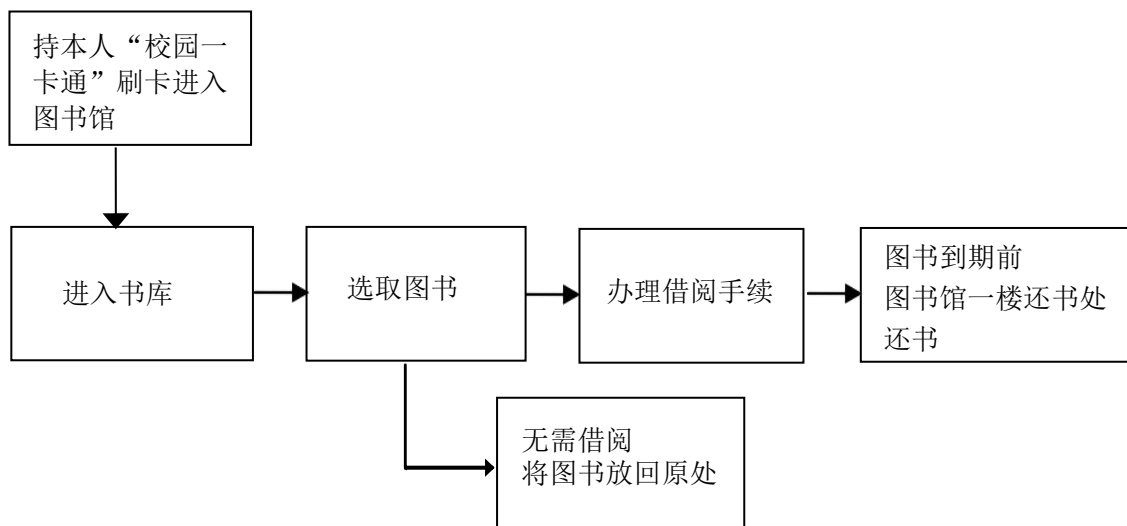 持本人“校园一
卡通”刷卡进入
图书馆
进入书库
选取图书
办理借阅手续
图书到期前
图书馆一楼还书处
还书
无需借阅
将图书放回原处